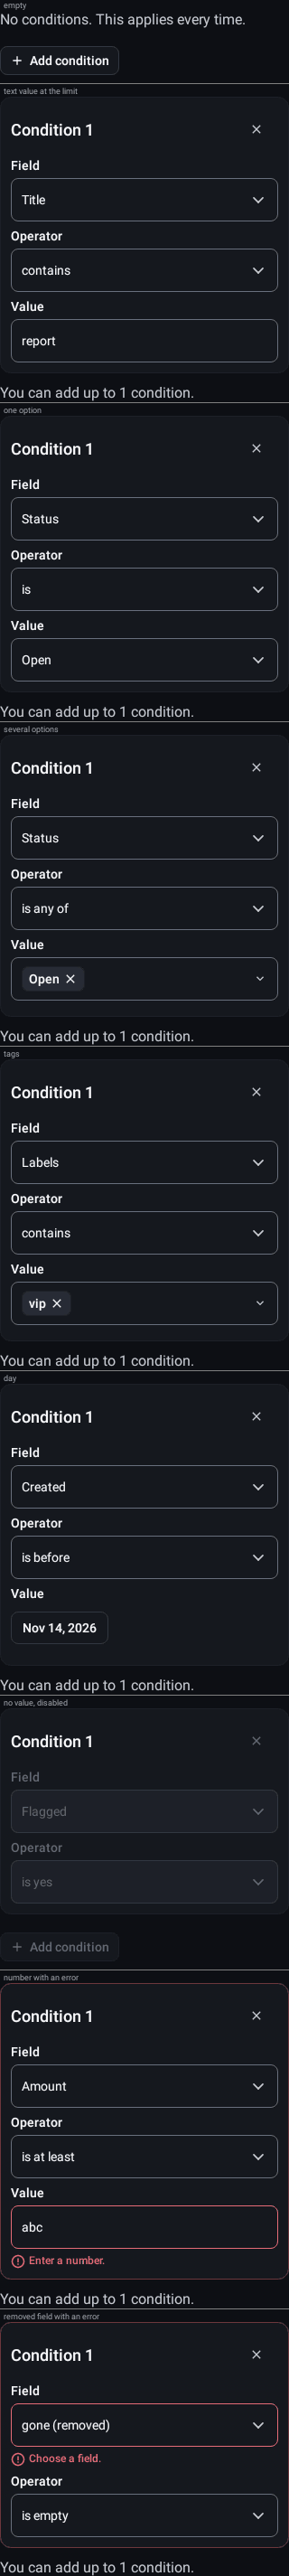 empty
No conditions. This applies every time.
+ Add condition
text value at the limit
Condition 1
Field
Title
Operator
contains
Value
report
You can add up to 1 condition.
one option
Condition 1
Field
Status
Operator
is
Value
Open
You can add up to 1 condition.
several options
Condition 1
Field
Status
Operator
is any of
Value
Open
You can add up to 1 condition.
tags
Condition 1
Field
Labels
Operator
contains
Value
vip
You can add up to 1 condition.
day
Condition 1
Field
Created
Operator
is before
Value
Nov 14, 2026
You can add up to 1 condition.
no value, disabled
Condition 1
Field
Flagged
Operator
is yes
+ Add condition
number with an error
Condition 1
Field
Amount
Operator
is at least
Value
abc
Enter a number.
You can add up to 1 condition.
removed field with an error
Condition 1
Field
gone (removed)
Choose a field.
Operator
is empty
You can add up to 1 condition.